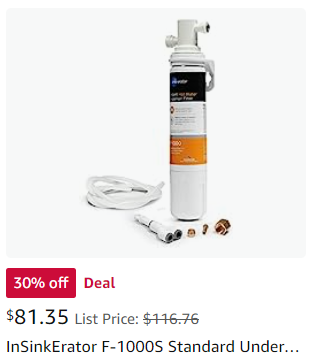 30% off Deal
$81.35 List Price: $116.76
InSinkErator F-1000S Standard Under...